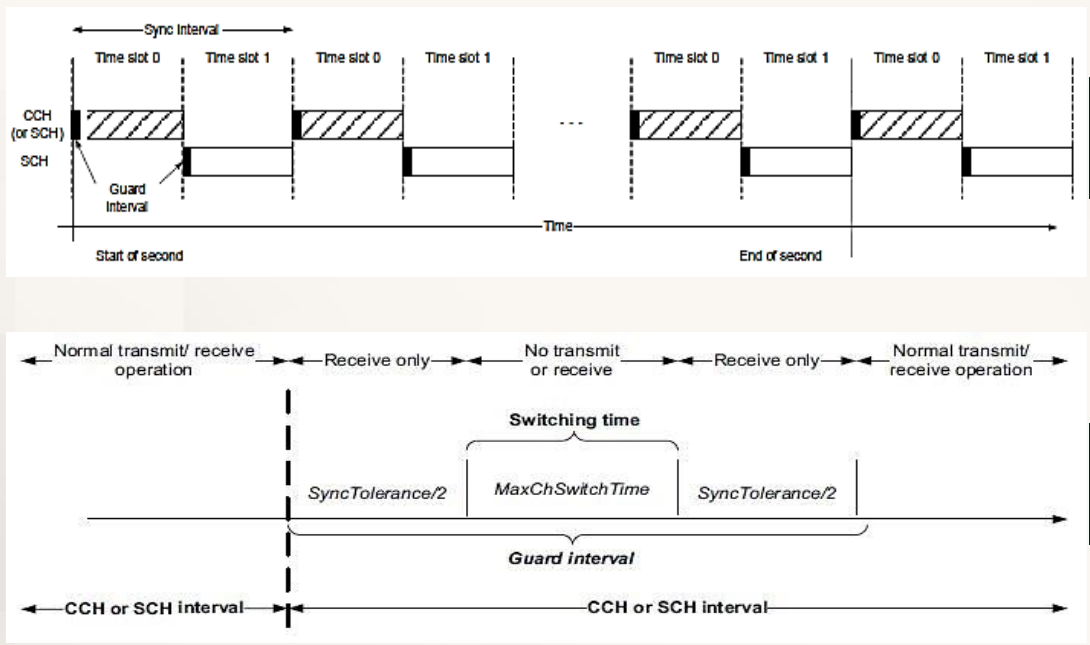 Sync Interval
Time slot 0
Time slot 1
Time slot 0
Time slot 1
Time slot 0
Time slot 1
Time slot 0
Time slot 1
CCH
(or SCH)
SCH
- - -
Guard
Interval
Time
Start of second
End of second
Normal transmit/ receive
operation
Receive only
No transmit
or receive
Receive only
Normal transmit/
receive operation
Switching time
SyncTolerance/2
MaxChSwitchTime
SyncTolerance/2
Guard interval
CCH or SCH interval
CCH or SCH interval